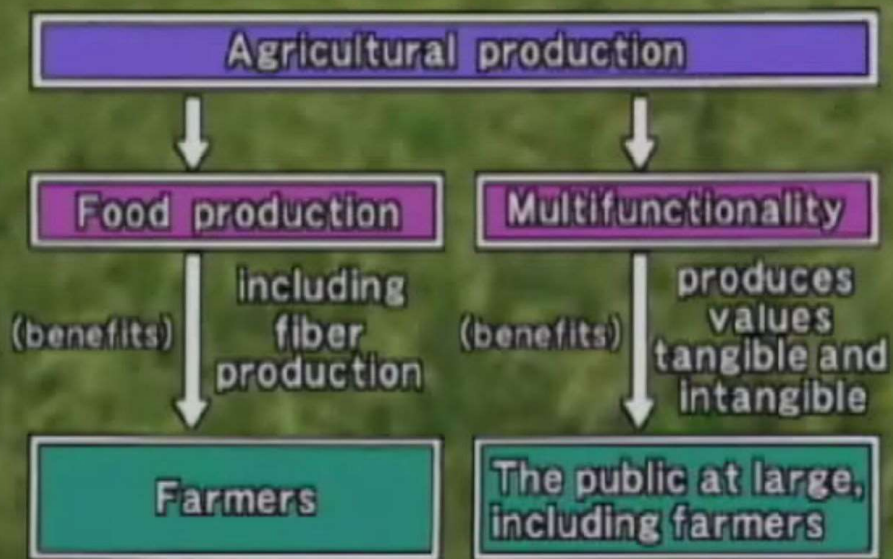 Agricultural production
Food production
Multifunctionality
(benefits)
including
fiber
production
(benefits)
produces
values
tangible and
intangible
Farmers
The public at large,
including farmers